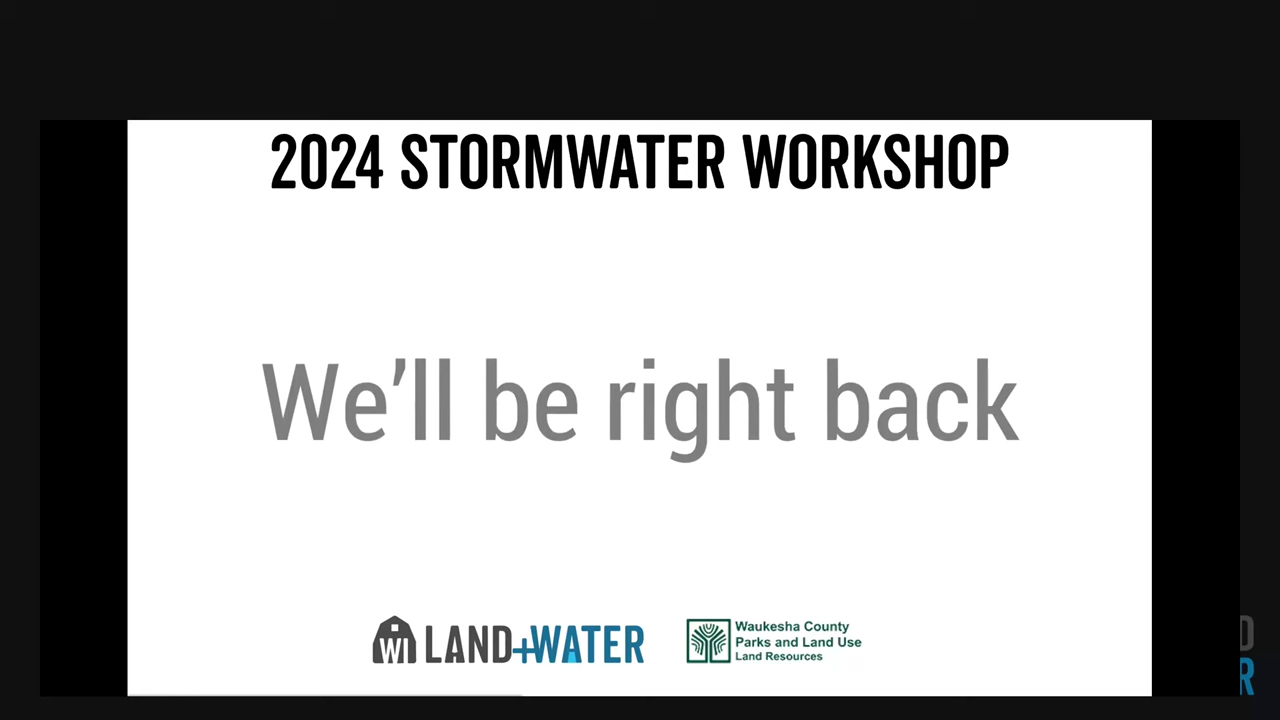 2024 STORMWATER WORKSHOP
We'll be right back
WI LAND+WATER
Waukesha County
Parks and Land Use
Land Resources
D
R